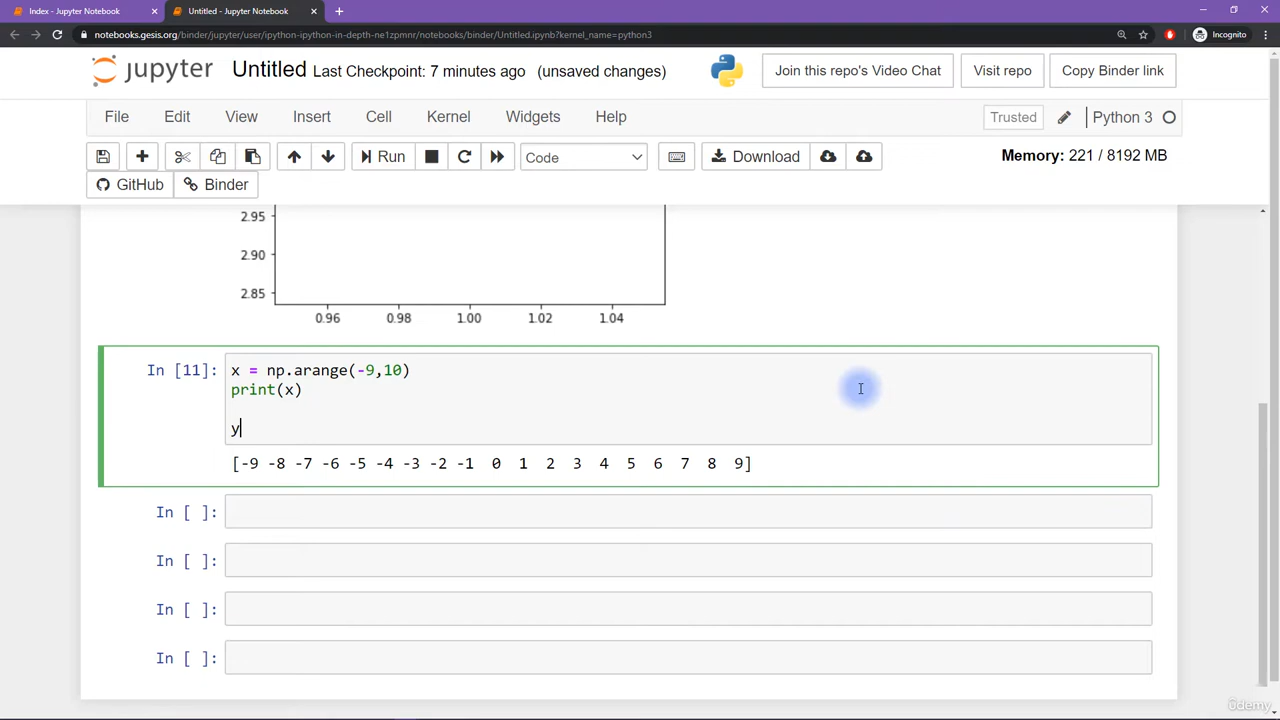 Index - Jupyter Notebook
Untitled - Jupyter Notebook
notebooks.gesis.org/binder/jupyter/user/ipython-ipython-in-depth-ne1zpmnr/notebooks/binder/Untitled.ipynb?kernel_name=python3
Incognito
jupyter Untitled Last Checkpoint: 7 minutes ago (unsaved changes)
Join this repo's Video Chat
Visit repo
Copy Binder link
File Edit View Insert Cell Kernel Widgets Help
Trusted
Python 3
Run
Code
Download
Memory: 221 / 8192 MB
GitHub
Binder
2.95
2.90
2.85
0.96 0.98 1.00 1.02 1.04
In [11]: x = np.arange(-9,10)
print(x)
y
[-9 -8 -7 -6 -5 -4 -3 -2 -1 0 1 2 3 4 5 6 7 8 9]
In [ ]:
In [ ]:
In [ ]:
In [ ]:
ûdemy